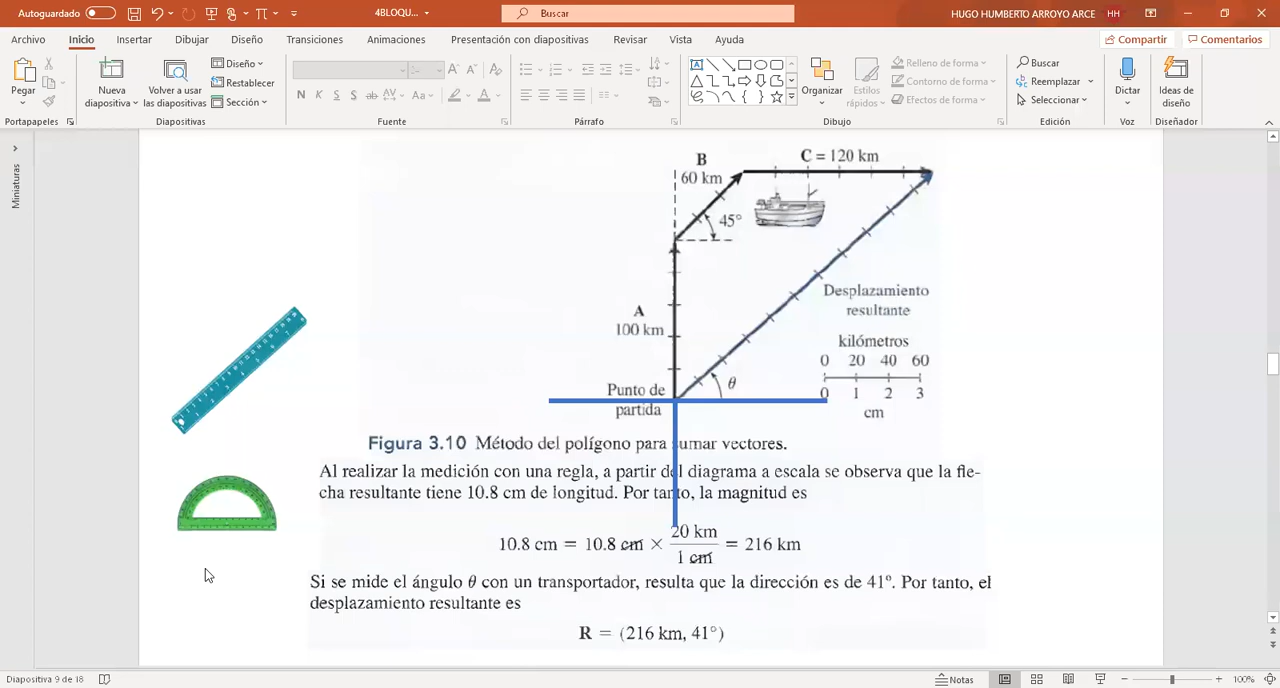 Autoguardado
4BLOQU...
Buscar
HUGO HUMBERTO ARROYO ARCE HH
Archivo Inicio Insertar Dibujar Diseño Transiciones Animaciones Presentación con diapositivas Revisar Vista Ayuda
Compartir Comentarios
Pegar
Nueva diapositiva
Volver a usar las diapositivas
Diseño
Restablecer
Sección
N K S S ab AV Aa A A A A
Organizar
Estilos rápidos
Relleno de forma
Contorno de forma
Efectos de forma
Buscar
Reemplazar
Seleccionar
Dictar
Ideas de diseño
Portapapeles Diapositivas Fuente Párrafo Dibujo Edición Voz Diseñador
Miniaturas
B
60 km
C = 120 km
45°
A
100 km
Desplazamiento
resultante
kilómetros
0 20 40 60
0 1 2 3
cm
θ
Punto de
partida
Figura 3.10 Método del polígono para sumar vectores.
Al realizar la medición con una regla, a partir del diagrama a escala se observa que la fle-
cha resultante tiene 10.8 cm de longitud. Por tanto, la magnitud es
10.8 cm = 10.8 cm × 20 km / 1 cm = 216 km
Si se mide el ángulo θ con un transportador, resulta que la dirección es de 41º. Por tanto, el
desplazamiento resultante es
R = (216 km, 41°)
Diapositiva 9 de 18
Notas
100%